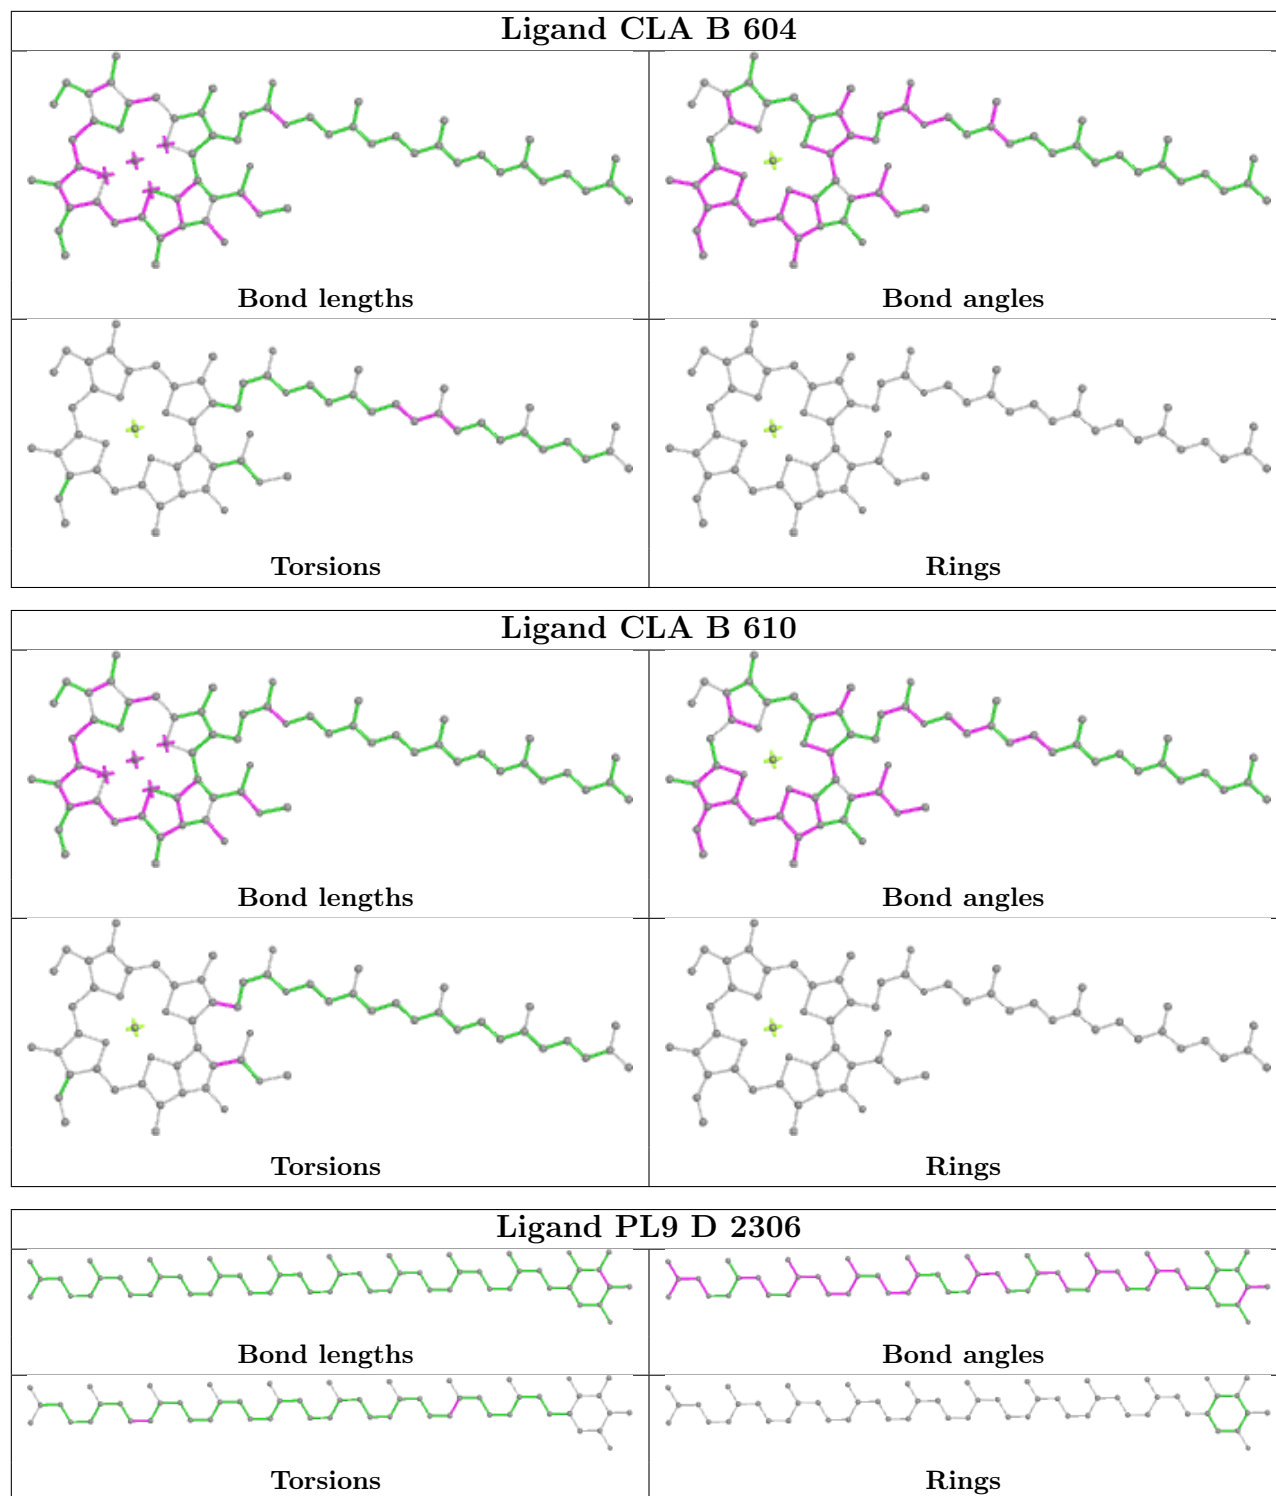 Ligand CLA B 604
Bond lengths
Bond angles
Torsions
Rings
Ligand CLA B 610
Bond lengths
Bond angles
Torsions
Rings
Ligand PL9 D 2306
Bond lengths
Bond angles
Torsions
Rings